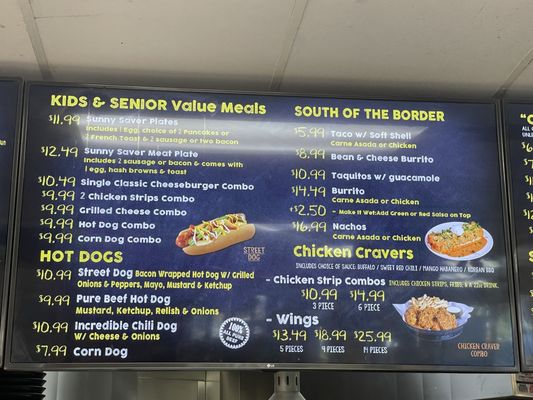 KIDS & SENIOR Value Meals
$11.99 Sunny Saver Plates
Includes 1 Egg, choice of 2 Pancakes or
2 French Toast & 2 sausage or two bacon
$12.49 Sunny Saver Meat Plate
Includes 2 sausage or bacon & comes with
1 egg, hash browns & toast
$10.49 Single Classic Cheeseburger Combo
$9.99 2 Chicken Strips Combo
$9.99 Grilled Cheese Combo
$9.99 Hot Dog Combo
$9.99 Corn Dog Combo
STREET DOG
HOT DOGS
$10.99 Street Dog Bacon Wrapped Hot Dog W/ Grilled
Onions & Peppers, Mayo, Mustard & Ketchup
$9.99 Pure Beef Hot Dog
Mustard, Ketchup, Relish & Onions
$10.99 Incredible Chili Dog
W/ Cheese & Onions
$7.99 Corn Dog
100%
SOUTH OF THE BORDER
$5.99 Taco w/ Soft Shell
Carne Asada or Chicken
$8.99 Bean & Cheese Burrito
$10.99 Taquitos w/ guacamole
$14.49 Burrito
Carne Asada or Chicken
+$2.50 - Make It Wet: Add Green or Red Salsa on Top
$16.99 Nachos
Carne Asada or Chicken
Chicken Cravers
INCLUDES CHOICE OF SAUCE: BUFFALO / SWEET RED CHILI / MANGO HABANERO / KOREAN BBQ
- Chicken Strip Combos INCLUDES CHICKEN STRIPS, FRIES, & A 22oz DRINK.
$10.99 $14.99
3 PIECE 6 PIECE
- Wings
$13.49 $18.99 $25.99
5 PIECES 9 PIECES 14 PIECES
CHICKEN CRAVER
COMBO
LG